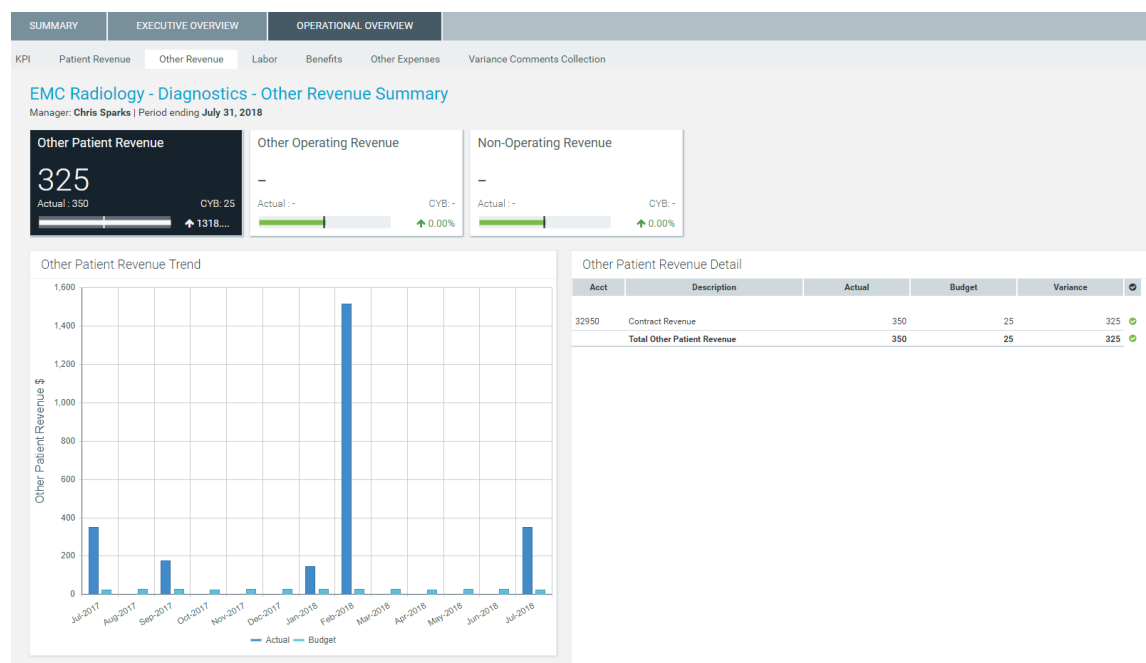 SUMMARY EXECUTIVE OVERVIEW OPERATIONAL OVERVIEW
KPI Patient Revenue Other Revenue Labor Benefits Other Expenses Variance Comments Collection
EMC Radiology - Diagnostics - Other Revenue Summary
Manager: Chris Sparks | Period ending July 31, 2018
Other Patient Revenue
325
Actual : 350 CYB: 25
1318....
Other Operating Revenue
–
Actual : - CYB: -
0.00%
Non-Operating Revenue
–
Actual : - CYB: -
0.00%
Other Patient Revenue Trend
Other Patient Revenue $
1,600
1,400
1,200
1,000
800
600
400
200
0
Jul-2017 Aug-2017 Sep-2017 Oct-2017 Nov-2017 Dec-2017 Jan-2018 Feb-2018 Mar-2018 Apr-2018 May-2018 Jun-2018 Jul-2018
Actual Budget
Other Patient Revenue Detail
Acct Description Actual Budget Variance
32950 Contract Revenue 350 25 325
Total Other Patient Revenue 350 25 325